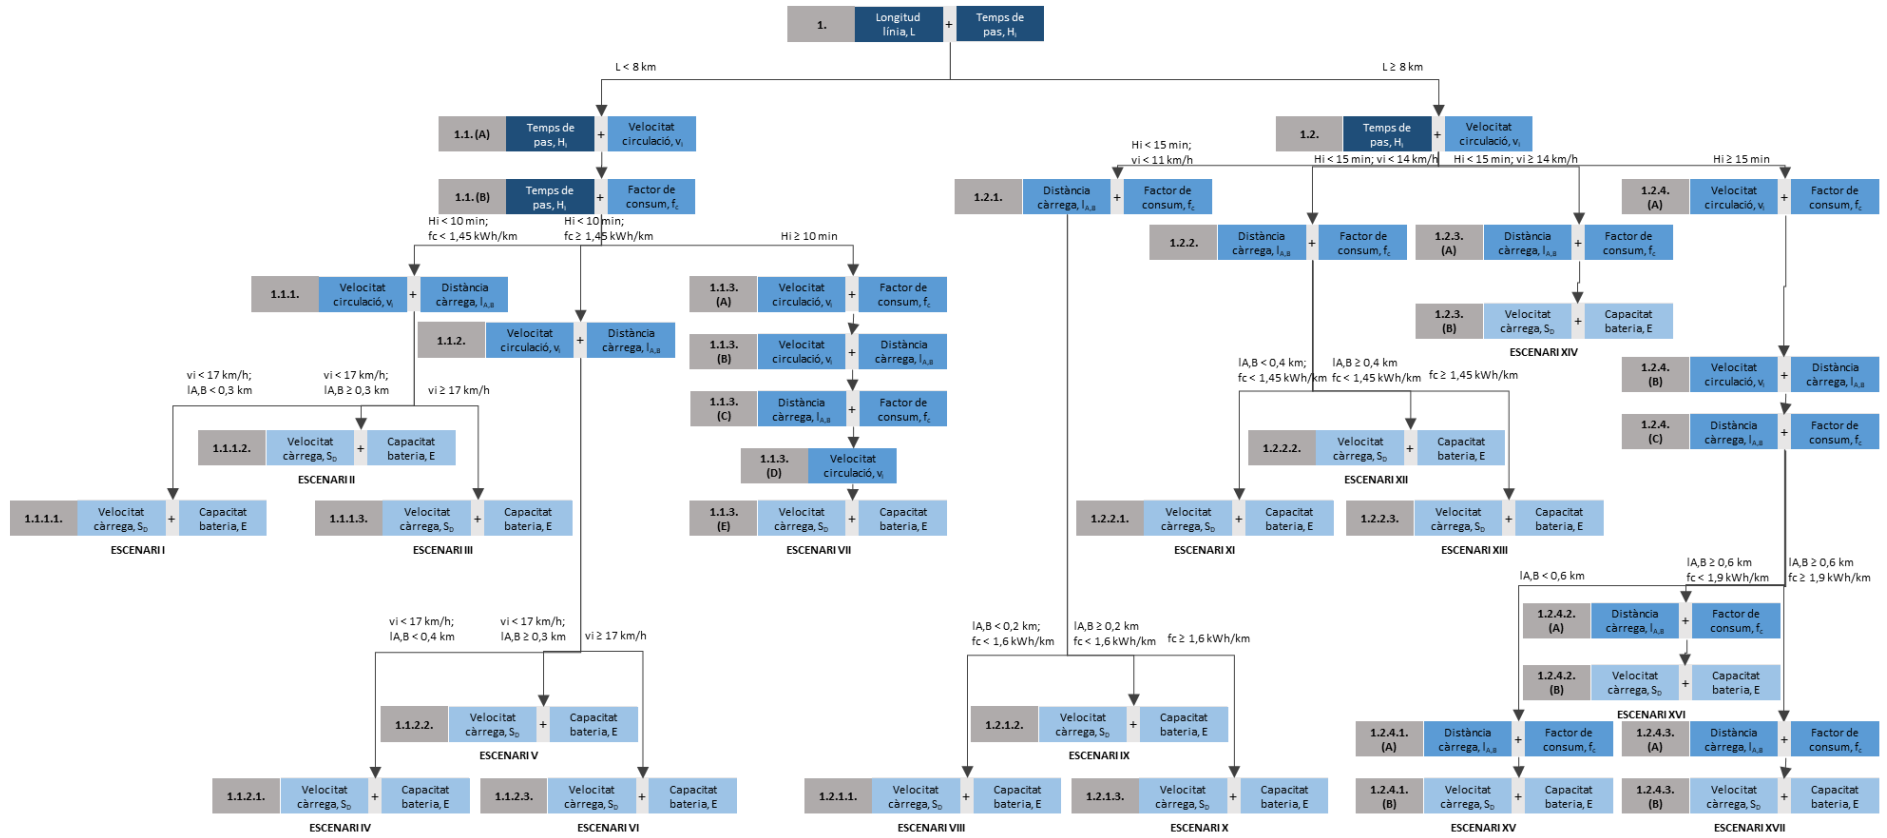 1.
Longitud
línia, L
+
Temps de
pas, Hi
L < 8 km
L ≥ 8 km
1.1. (A)
Temps de
pas, Hi
+
Velocitat
circulació, vi
1.2.
Temps de
pas, Hi
+
Velocitat
circulació, vi
1.1. (B)
Temps de
pas, Hi
+
Factor de
consum, fc
Hi < 15 min;
vi < 11 km/h
Hi < 15 min; vi < 14 km/h
Hi < 15 min; vi ≥ 14 km/h
Hi ≥ 15 min
1.2.1.
Distància
càrrega, lA,B
+
Factor de
consum, fc
1.2.4.
(A)
Velocitat
circulació, vi
+
Factor de
consum, fc
Hi < 10 min;
fc < 1,45 kWh/km
Hi < 10 min;
fc ≥ 1,45 kWh/km
Hi ≥ 10 min
1.2.2.
Distància
càrrega, lA,B
+
Factor de
consum, fc
1.2.3.
(A)
Distància
càrrega, lA,B
+
Factor de
consum, fc
1.1.1.
Velocitat
circulació, vi
+
Distància
càrrega, lA,B
1.1.3.
(A)
Velocitat
circulació, vi
+
Factor de
consum, fc
1.2.3.
(B)
Velocitat
càrrega, SD
+
Capacitat
bateria, E
ESCENARI XIV
1.1.2.
Velocitat
circulació, vi
+
Distància
càrrega, lA,B
1.1.3.
(B)
Velocitat
circulació, vi
+
Distància
càrrega, lA,B
1.2.4.
(B)
Velocitat
circulació, vi
+
Distància
càrrega, lA,B
vi < 17 km/h;
lA,B < 0,3 km
vi < 17 km/h;
lA,B ≥ 0,3 km
vi ≥ 17 km/h
lA,B < 0,4 km;
fc < 1,45 kWh/km
lA,B ≥ 0,4 km
fc < 1,45 kWh/km
fc ≥ 1,45 kWh/km
1.1.3.
(C)
Distància
càrrega, lA,B
+
Factor de
consum, fc
1.2.4.
(C)
Distància
càrrega, lA,B
+
Factor de
consum, fc
1.1.1.2.
Velocitat
càrrega, SD
+
Capacitat
bateria, E
ESCENARI II
1.1.3.
(D)
Velocitat
circulació, vi
1.2.2.2.
Velocitat
càrrega, SD
+
Capacitat
bateria, E
ESCENARI XII
1.1.1.1.
Velocitat
càrrega, SD
+
Capacitat
bateria, E
ESCENARI I
1.1.1.3.
Velocitat
càrrega, SD
+
Capacitat
bateria, E
ESCENARI III
1.1.3.
(E)
Velocitat
càrrega, SD
+
Capacitat
bateria, E
ESCENARI VII
1.2.2.1.
Velocitat
càrrega, SD
+
Capacitat
bateria, E
ESCENARI XI
1.2.2.3.
Velocitat
càrrega, SD
+
Capacitat
bateria, E
ESCENARI XIII
lA,B < 0,6 km
lA,B ≥ 0,6 km
fc < 1,9 kWh/km
lA,B ≥ 0,6 km
fc ≥ 1,9 kWh/km
1.2.4.2.
(A)
Distància
càrrega, lA,B
+
Factor de
consum, fc
vi < 17 km/h;
lA,B < 0,4 km
vi < 17 km/h;
lA,B ≥ 0,3 km
vi ≥ 17 km/h
lA,B < 0,2 km;
fc < 1,6 kWh/km
lA,B ≥ 0,2 km
fc < 1,6 kWh/km
fc ≥ 1,6 kWh/km
1.2.4.2.
(B)
Velocitat
càrrega, SD
+
Capacitat
bateria, E
ESCENARI XVI
1.1.2.2.
Velocitat
càrrega, SD
+
Capacitat
bateria, E
ESCENARI V
1.2.1.2.
Velocitat
càrrega, SD
+
Capacitat
bateria, E
ESCENARI IX
1.2.4.1.
(A)
Distància
càrrega, lA,B
+
Factor de
consum, fc
1.2.4.3.
(A)
Distància
càrrega, lA,B
+
Factor de
consum, fc
1.1.2.1.
Velocitat
càrrega, SD
+
Capacitat
bateria, E
ESCENARI IV
1.1.2.3.
Velocitat
càrrega, SD
+
Capacitat
bateria, E
ESCENARI VI
1.2.1.1.
Velocitat
càrrega, SD
+
Capacitat
bateria, E
ESCENARI VIII
1.2.1.3.
Velocitat
càrrega, SD
+
Capacitat
bateria, E
ESCENARI X
1.2.4.1.
(B)
Velocitat
càrrega, SD
+
Capacitat
bateria, E
ESCENARI XV
1.2.4.3.
(B)
Velocitat
càrrega, SD
+
Capacitat
bateria, E
ESCENARI XVII